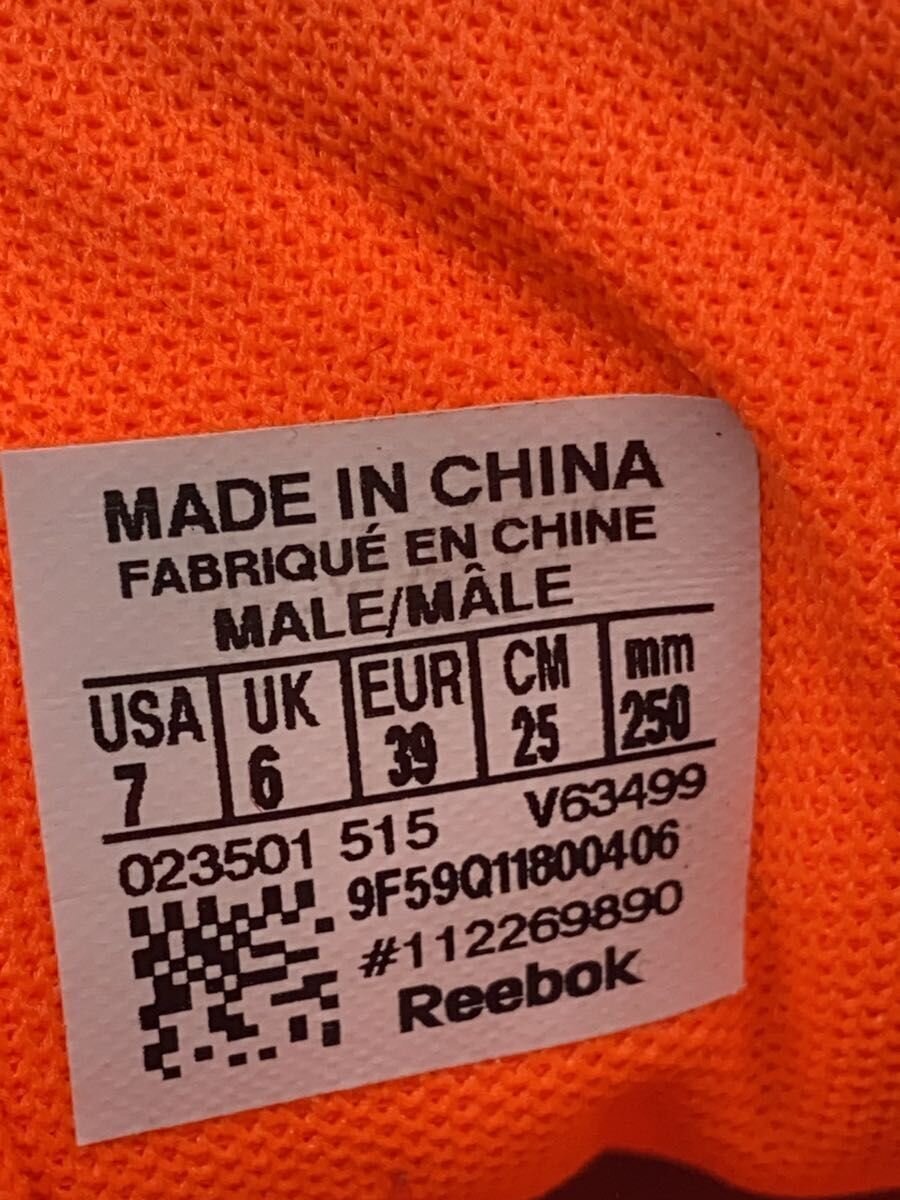 MADE IN CHINA
FABRIQUÉ EN CHINE
MALE/MÂLE
USA UK EUR CM mm
7 6 39 25 250
023501 515 V63499
9F59Q11800406
#112269890
Reebok